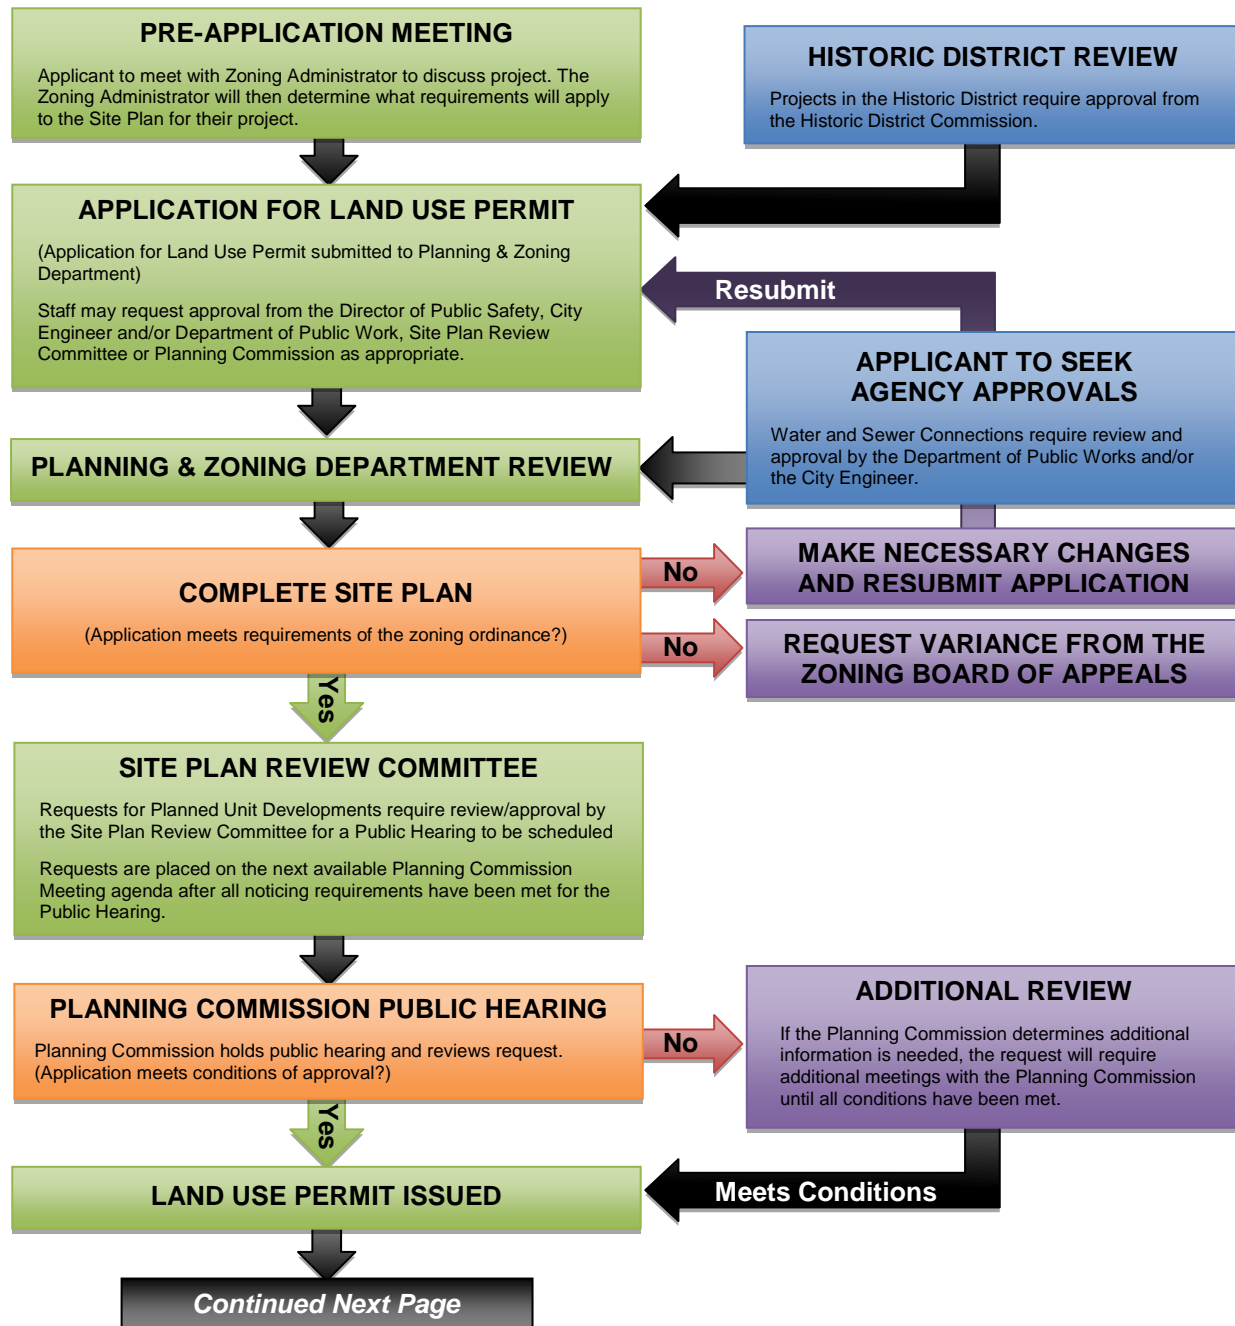 PRE-APPLICATION MEETING
Applicant to meet with Zoning Administrator to discuss project. The
Zoning Administrator will then determine what requirements will apply
to the Site Plan for their project.
HISTORIC DISTRICT REVIEW
Projects in the Historic District require approval from
the Historic District Commission.
APPLICATION FOR LAND USE PERMIT
(Application for Land Use Permit submitted to Planning & Zoning
Department)
Staff may request approval from the Director of Public Safety, City
Engineer and/or Department of Public Work, Site Plan Review
Committee or Planning Commission as appropriate.
Resubmit
APPLICANT TO SEEK
AGENCY APPROVALS
Water and Sewer Connections require review and
approval by the Department of Public Works and/or
the City Engineer.
PLANNING & ZONING DEPARTMENT REVIEW
COMPLETE SITE PLAN
(Application meets requirements of the zoning ordinance?)
No
MAKE NECESSARY CHANGES
AND RESUBMIT APPLICATION
No
REQUEST VARIANCE FROM THE
ZONING BOARD OF APPEALS
Yes
SITE PLAN REVIEW COMMITTEE
Requests for Planned Unit Developments require review/approval by
the Site Plan Review Committee for a Public Hearing to be scheduled
Requests are placed on the next available Planning Commission
Meeting agenda after all noticing requirements have been met for the
Public Hearing.
PLANNING COMMISSION PUBLIC HEARING
Planning Commission holds public hearing and reviews request.
(Application meets conditions of approval?)
No
ADDITIONAL REVIEW
If the Planning Commission determines additional
information is needed, the request will require
additional meetings with the Planning Commission
until all conditions have been met.
Yes
LAND USE PERMIT ISSUED
Meets Conditions
Continued Next Page